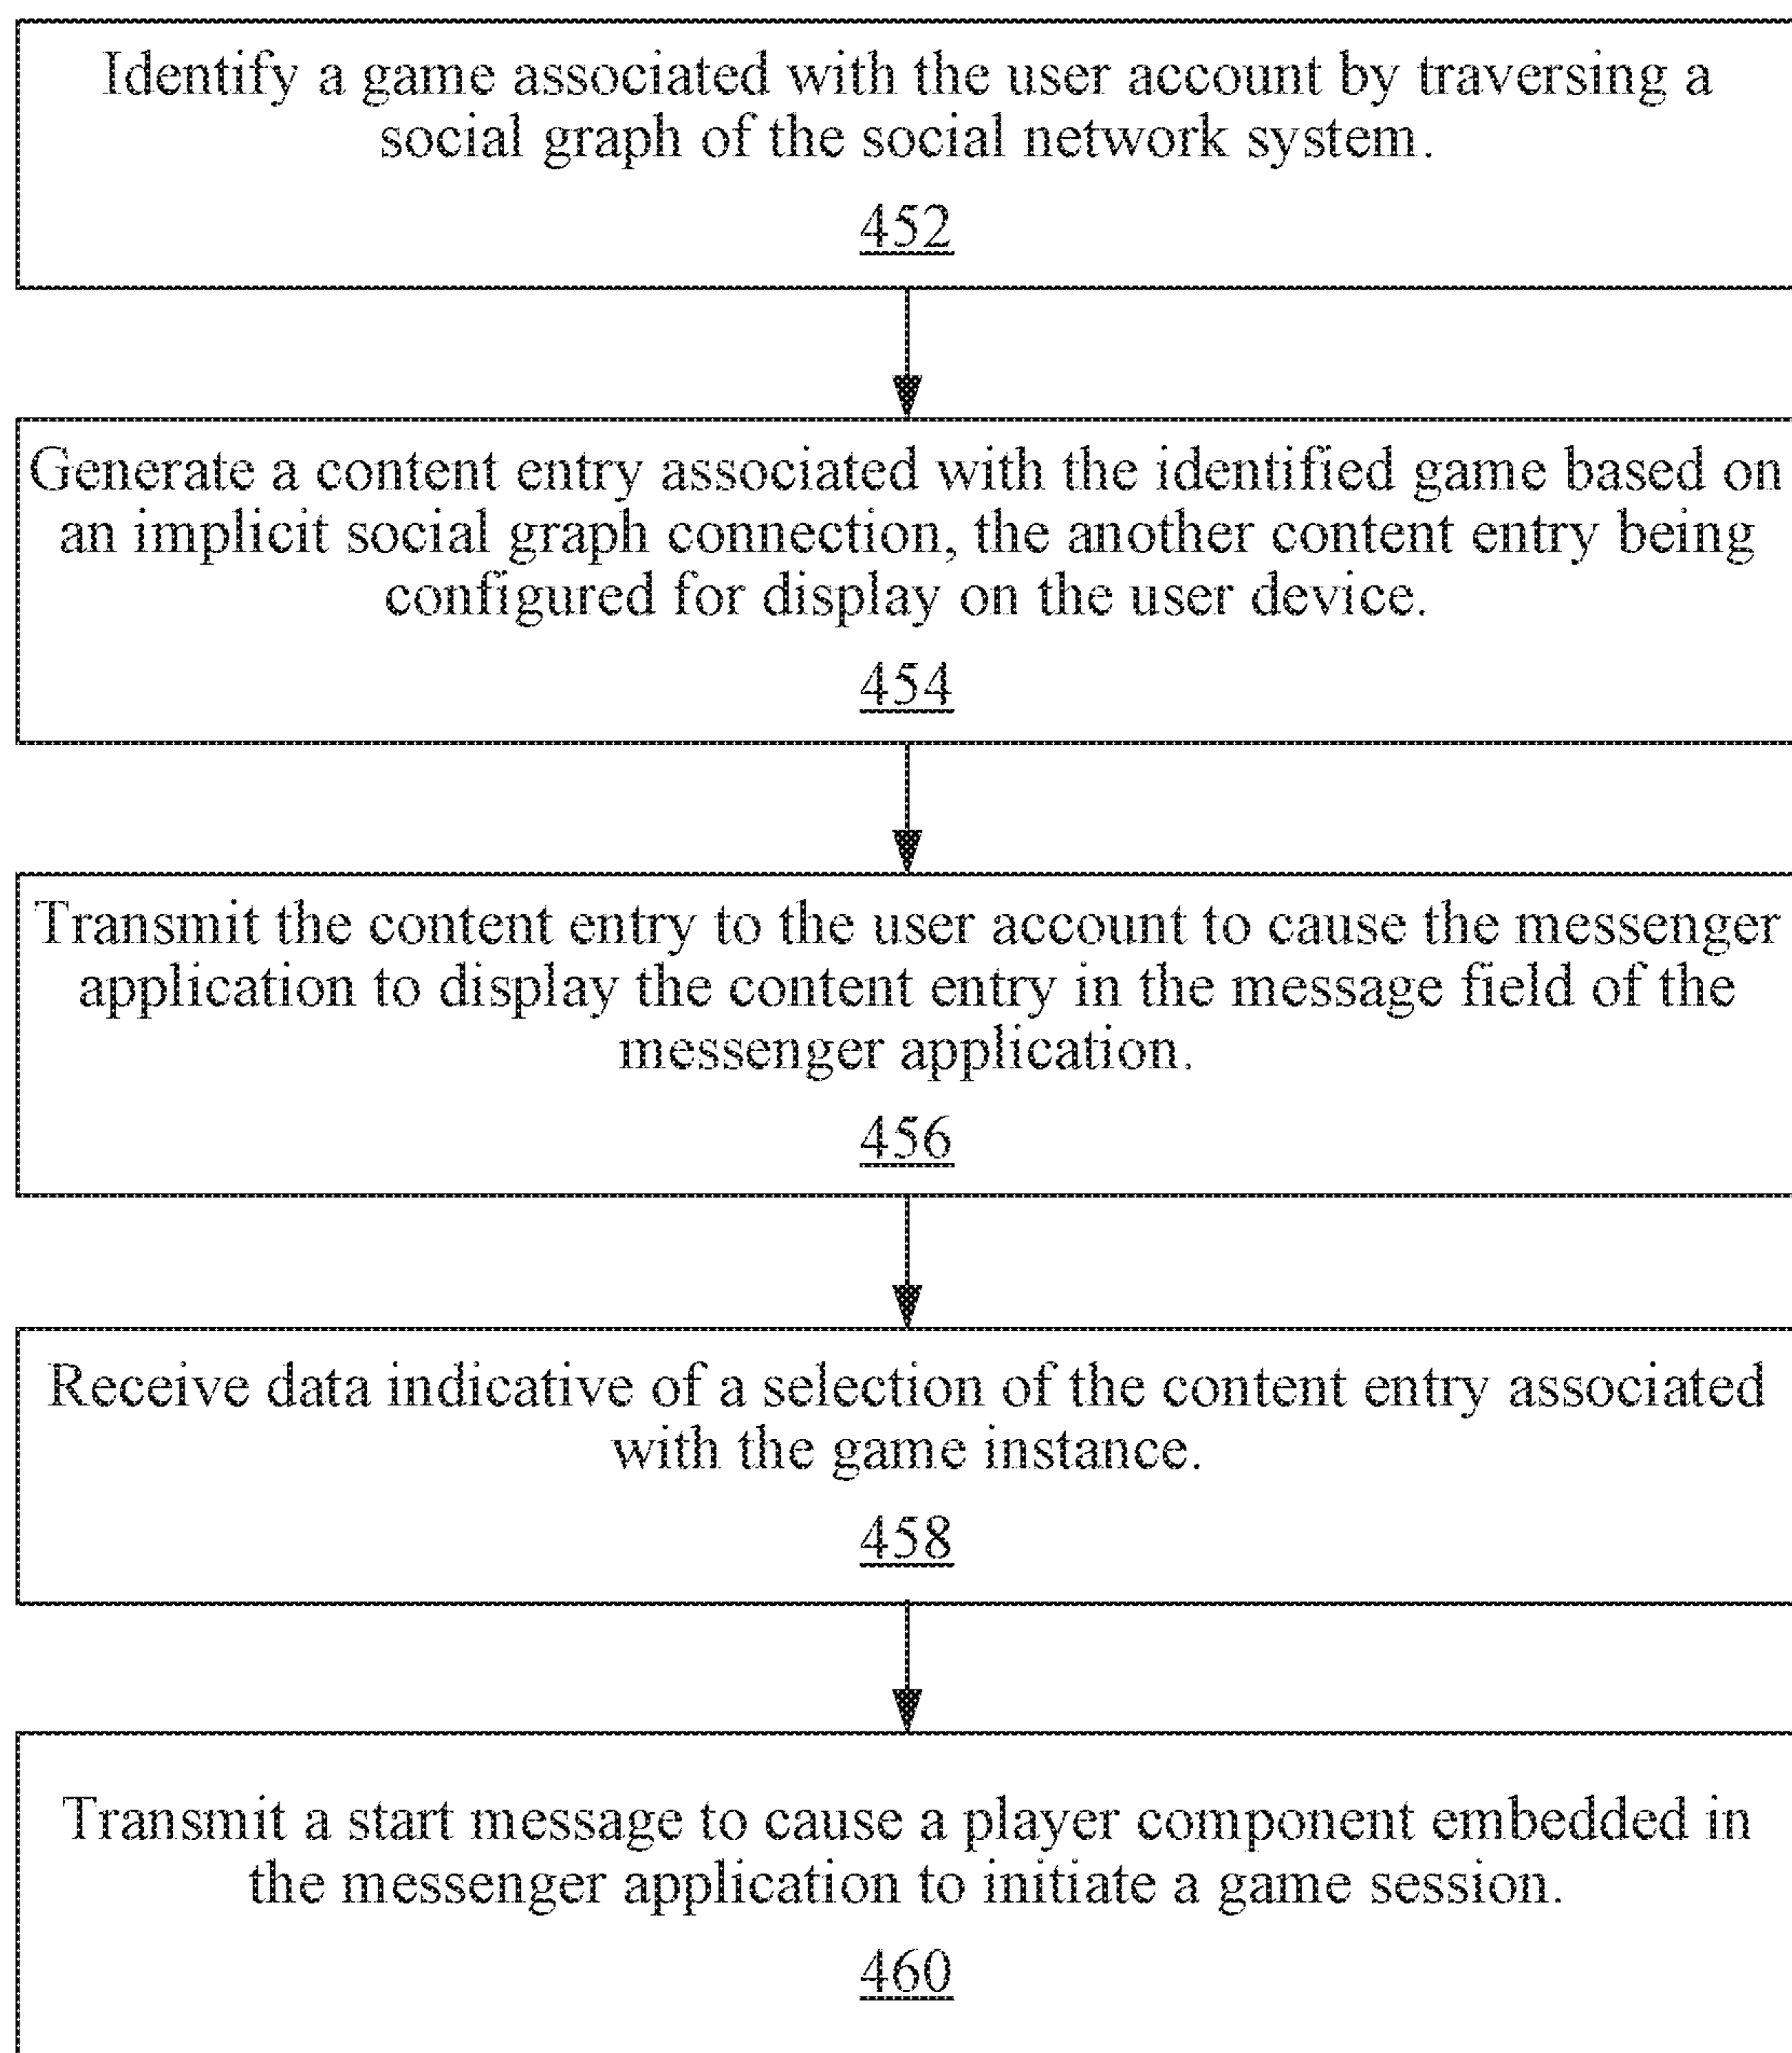 Identify a game associated with the user account by traversing a
social graph of the social network system.
452
Generate a content entry associated with the identified game based on
an implicit social graph connection, the another content entry being
configured for display on the user device.
454
Transmit the content entry to the user account to cause the messenger
application to display the content entry in the message field of the
messenger application.
456
Receive data indicative of a selection of the content entry associated
with the game instance.
458
Transmit a start message to cause a player component embedded in
the messenger application to initiate a game session.
460